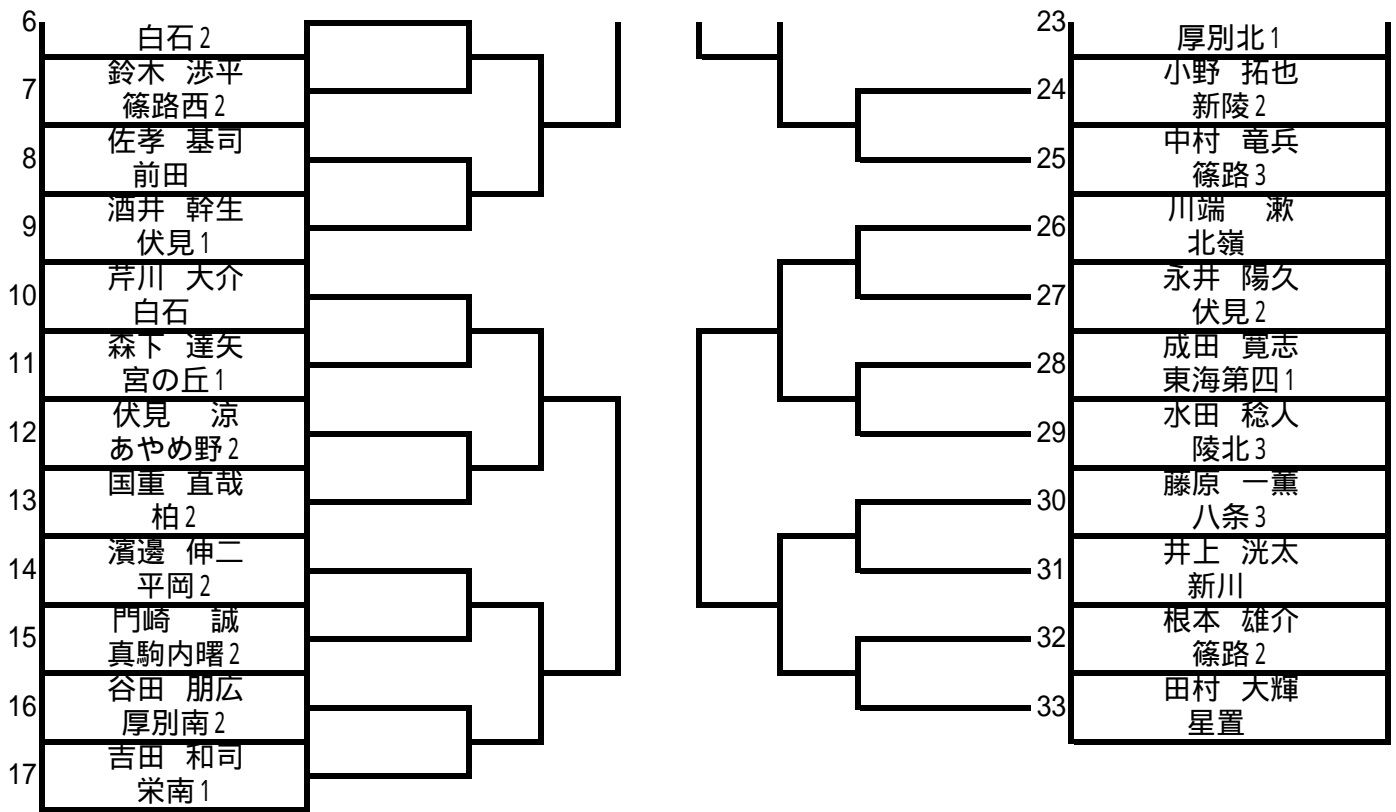 6
白石2
7
鈴木 渉平
篠路西2
8
佐孝 基司
前田
9
酒井 幹生
伏見1
10
芹川 大介
白石
11
森下 達矢
宮の丘1
12
伏見 涼
あやめ野2
13
国重 直哉
柏2
14
濱邊 伸二
平岡2
15
門崎 誠
真駒内曙2
16
谷田 朋広
厚別南2
17
吉田 和司
栄南1
23
厚別北1
24
小野 拓也
新陵2
25
中村 竜兵
篠路3
26
川端 漱
北嶺
27
永井 陽久
伏見2
28
成田 寛志
東海第四1
29
水田 稔人
陵北3
30
藤原 一薫
八条3
31
井上 洸太
新川
32
根本 雄介
篠路2
33
田村 大輝
星置